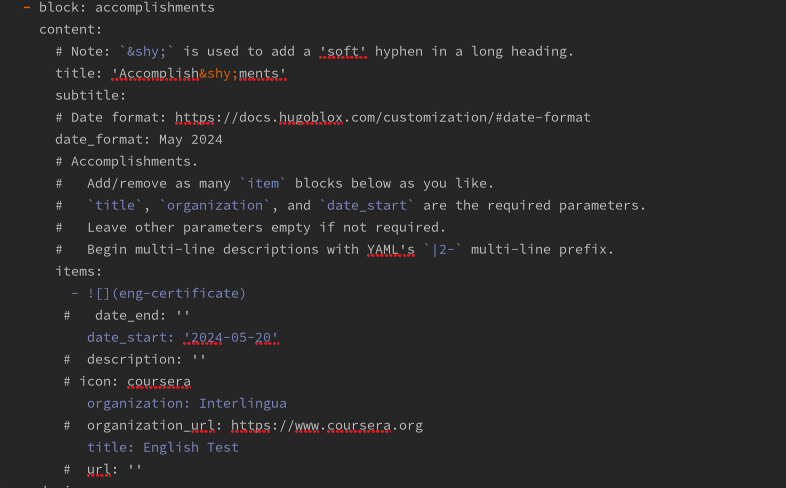 - block: accomplishments
content:
# Note: `&shy;` is used to add a 'soft' hyphen in a long heading.
title: 'Accomplish&shy;ments'
subtitle:
# Date format: https://docs.hugoblox.com/customization/#date-format
date_format: May 2024
# Accomplishments.
#   Add/remove as many `item` blocks below as you like.
#   `title`, `organization`, and `date_start` are the required parameters.
#   Leave other parameters empty if not required.
#   Begin multi-line descriptions with YAML's `|2-` multi-line prefix.
items:
- ![](eng-certificate)
#   date_end: ''
date_start: '2024-05-20'
#  description: ''
# icon: coursera
organization: Interlingua
#  organization_url: https://www.coursera.org
title: English Test
#  url: ''